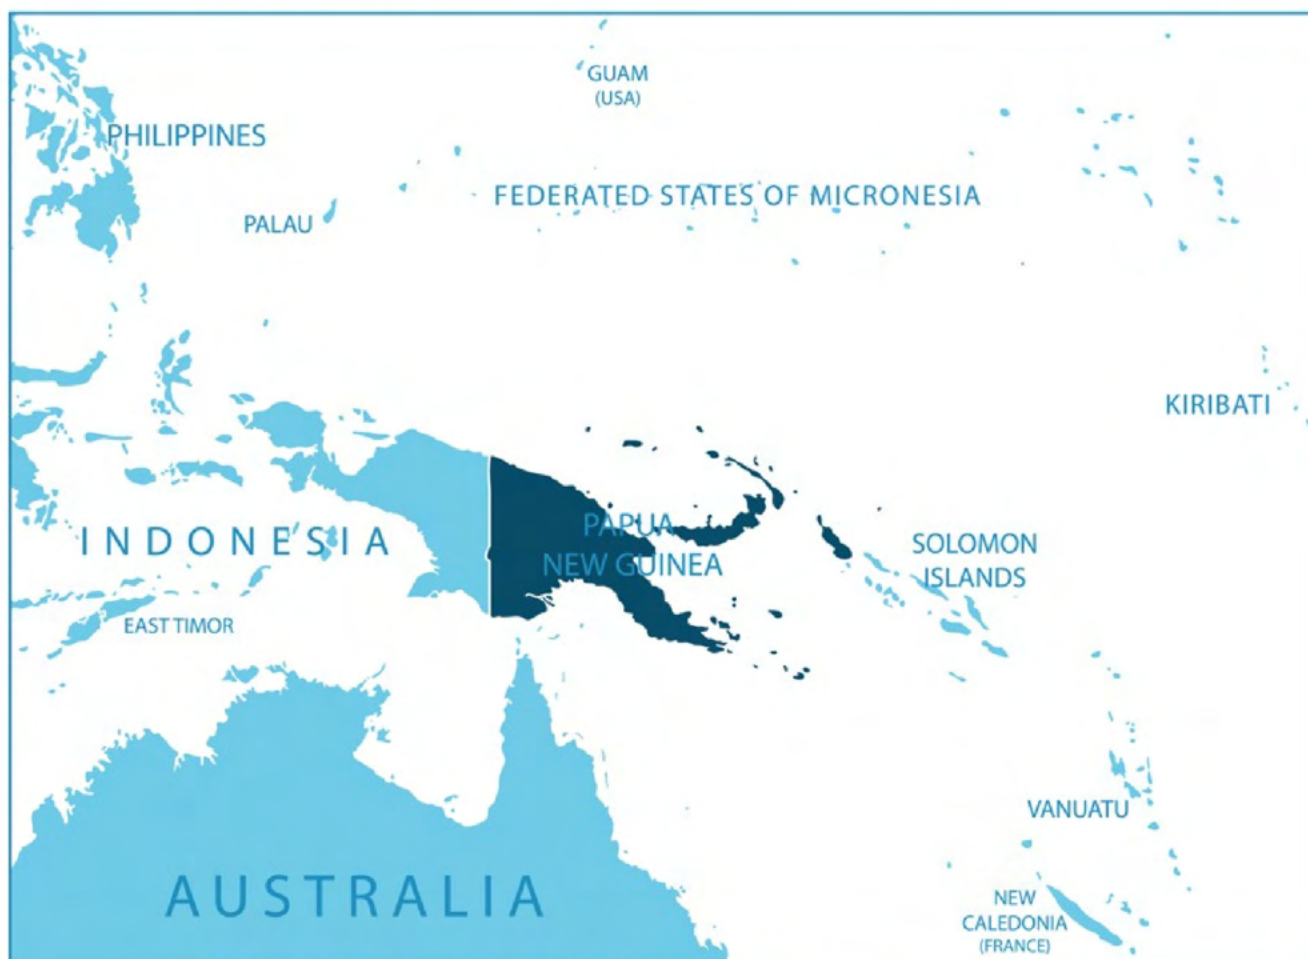 GUAM
(USA)
PHILIPPINES
FEDERATED STATES OF MICRONESIA
PALAU
KIRIBATI
PAPUA
NEW GUINEA
INDONESIA
SOLOMON
ISLANDS
EAST TIMOR
VANUATU
AUSTRALIA
NEW
CALEDONIA
(FRANCE)